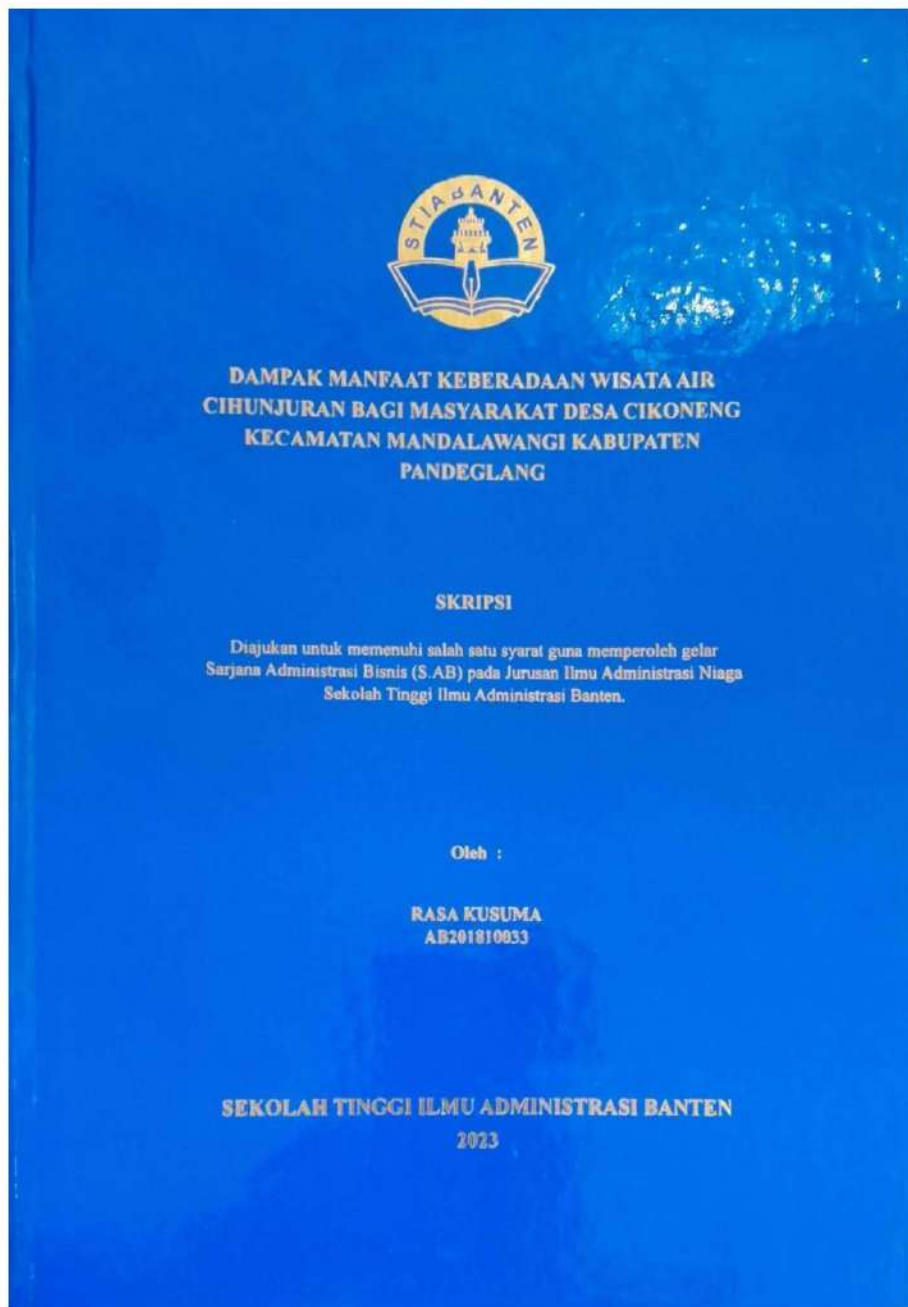 STIA BANTEN
DAMPAK MANFAAT KEBERADAAN WISATA AIR
CIHUNJURAN BAGI MASYARAKAT DESA CIKONENG
KECAMATAN MANDALAWANGI KABUPATEN
PANDEGLANG
SKRIPSI
Diajukan untuk memenuhi salah satu syarat guna memperoleh gelar
Sarjana Administrasi Bisnis (S.AB) pada Jurusan Ilmu Administrasi Niaga
Sekolah Tinggi Ilmu Administrasi Banten.
Oleh :
RASA KUSUMA
AB201810033
SEKOLAH TINGGI ILMU ADMINISTRASI BANTEN
2023